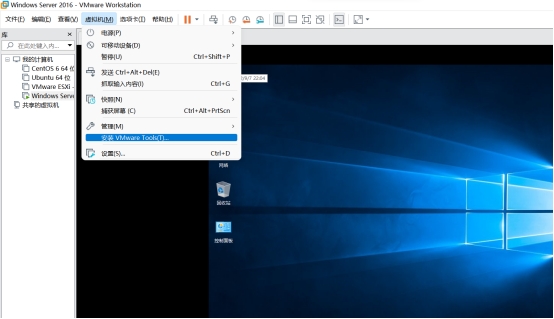 Windows Server 2016 - VMware Workstation
文件(F) 编辑(E) 查看(V) 虚拟机(M) 选项卡(T) 帮助(H)
库
在此处键入内...
我的计算机
CentOS 6 64 位
Ubuntu 64 位
VMware ESXi -
Windows Serve
共享的虚拟机
电源(P)
可移动设备(D)
暂停(U) Ctrl+Shift+P
发送 Ctrl+Alt+Del(E)
抓取输入内容(I) Ctrl+G
快照(N)
捕获屏幕 (C) Ctrl+Alt+PrtScn
管理(M)
安装 VMware Tools(T)...
设置(S)... Ctrl+D
/6/7 22:04
网络
回收站
控制面板